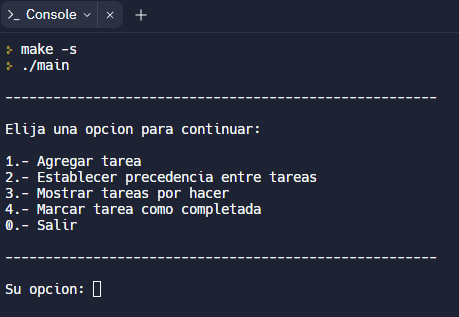 Console
make -s
./main
------------------------------------------------------
Elija una opcion para continuar:
1.- Agregar tarea
2.- Establecer precedencia entre tareas
3.- Mostrar tareas por hacer
4.- Marcar tarea como completada
0.- Salir
------------------------------------------------------
Su opcion: